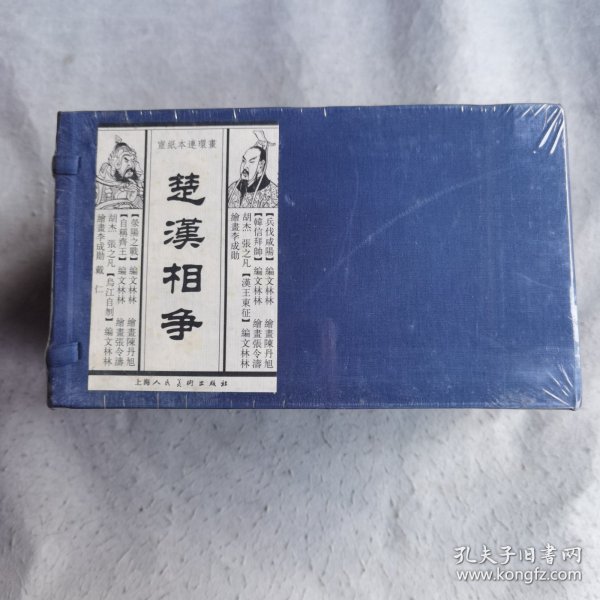 畫環連本紙宣
楚漢相争
【兵伐咸陽】編文林林　繪畫陳丹旭
【韓信拜帥】編文林林　繪畫張令濤
胡杰　張之凡【漢王東征】編文林林
繪畫李成勛
【滎陽之戰】編文林林　繪畫陳丹旭
【自稱齊王】編文林林　繪畫張令濤
胡杰　張之凡【烏江自刎】編文林林
繪畫李成勛　戴仁
上海人民美術出版社
孔夫子旧书网
www.kongfz.com